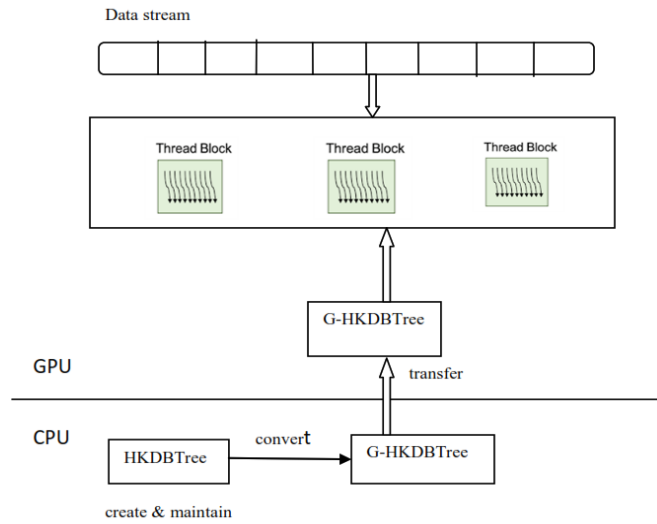 Data stream
Thread Block
Thread Block
Thread Block
G-HKDBTree
GPU
transfer
CPU
convert
HKDBTree
G-HKDBTree
create & maintain